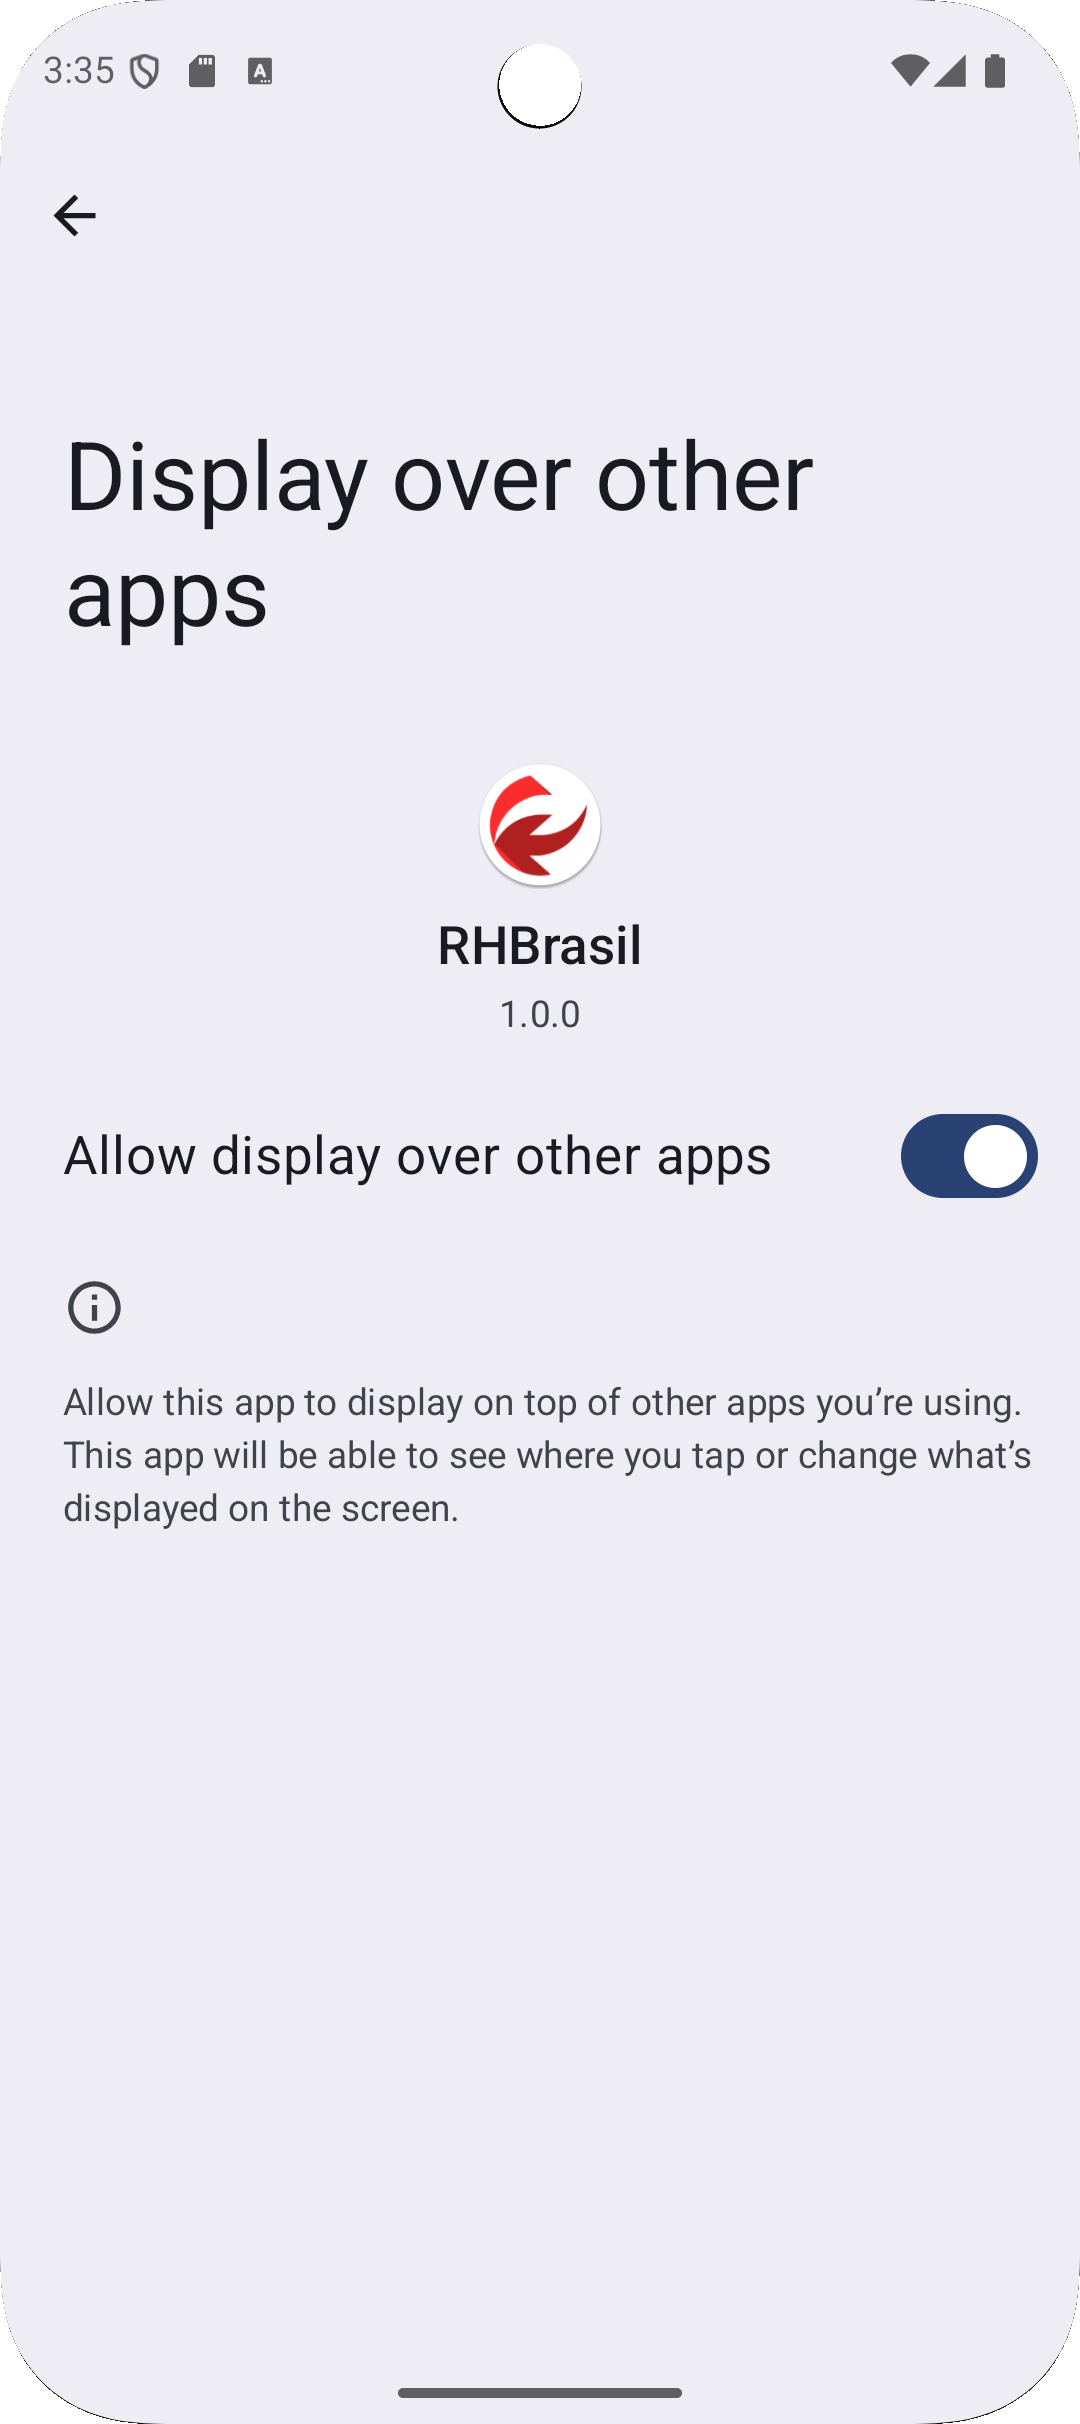 3:35
Display over other
apps
RHBrasil
1.0.0
Allow display over other apps
Allow this app to display on top of other apps you’re using.
This app will be able to see where you tap or change what’s
displayed on the screen.